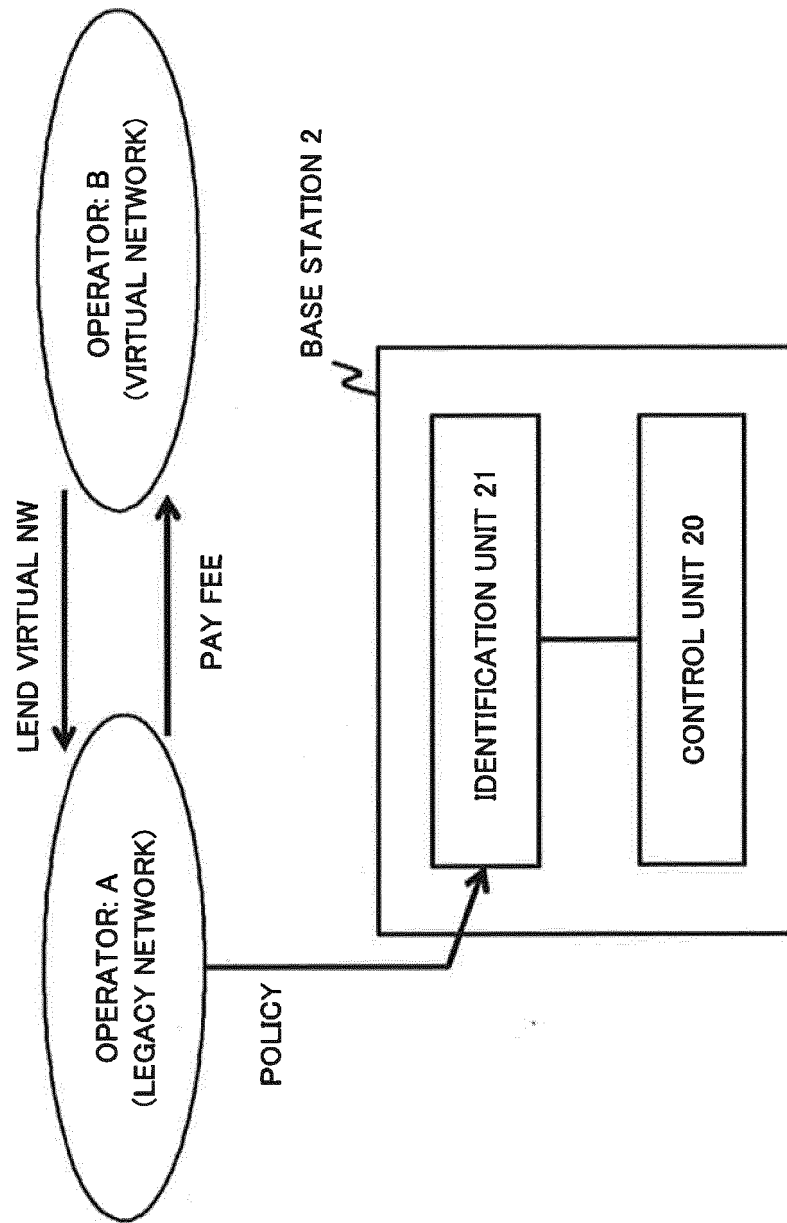 OPERATOR: A
(LEGACY NETWORK)
LEND VIRTUAL NW
PAY FEE
OPERATOR: B
(VIRTUAL NETWORK)
POLICY
BASE STATION 2
IDENTIFICATION UNIT 21
CONTROL UNIT 20